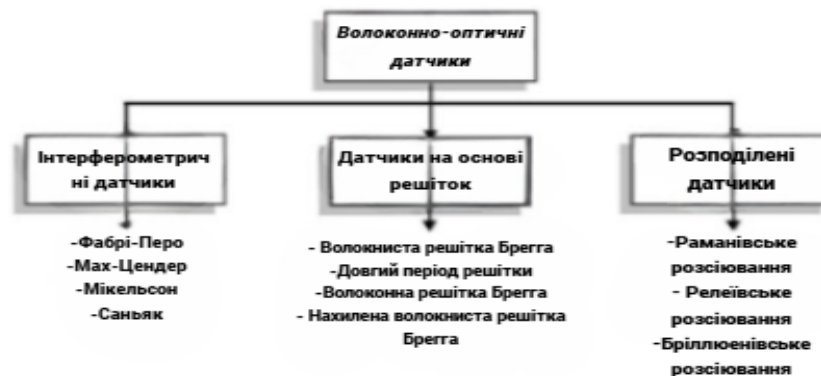 Волоконно-оптичні
датчики
Інтерферометрич
ні датчики
-Фабрі-Перо
-Мах-Цендер
-Мікельсон
-Саньяк
Датчики на основі
решіток
- Волокниста решітка Брегга
-Довгий період решітки
-Волоконна решітка Брегга
- Нахилена волокниста решітка
Брегга
Розподілені
датчики
-Раманівське
розсіювання
- Релеївське
розсіювання
-Бріллюенівське
розсіювання